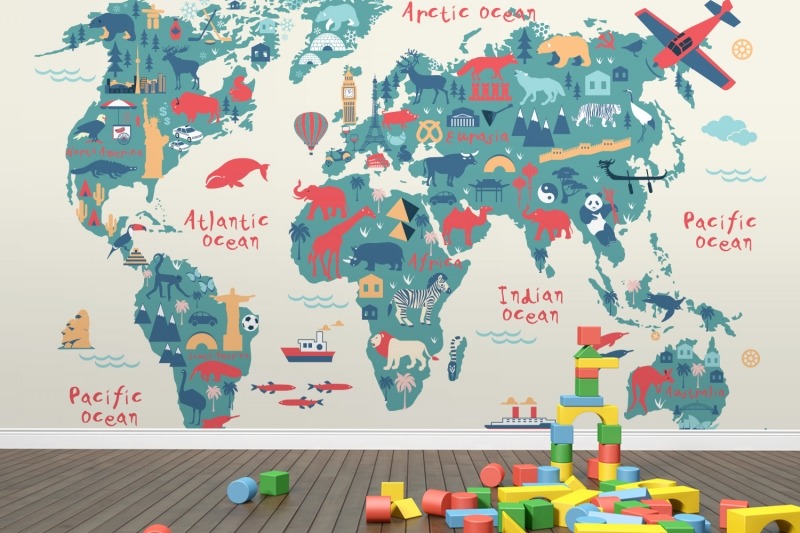 Arctic Ocean
North America
Eurasia
Atlantic
Ocean
Pacific
Ocean
Africa
Indian
Ocean
South America
Pacific
Ocean
Australia